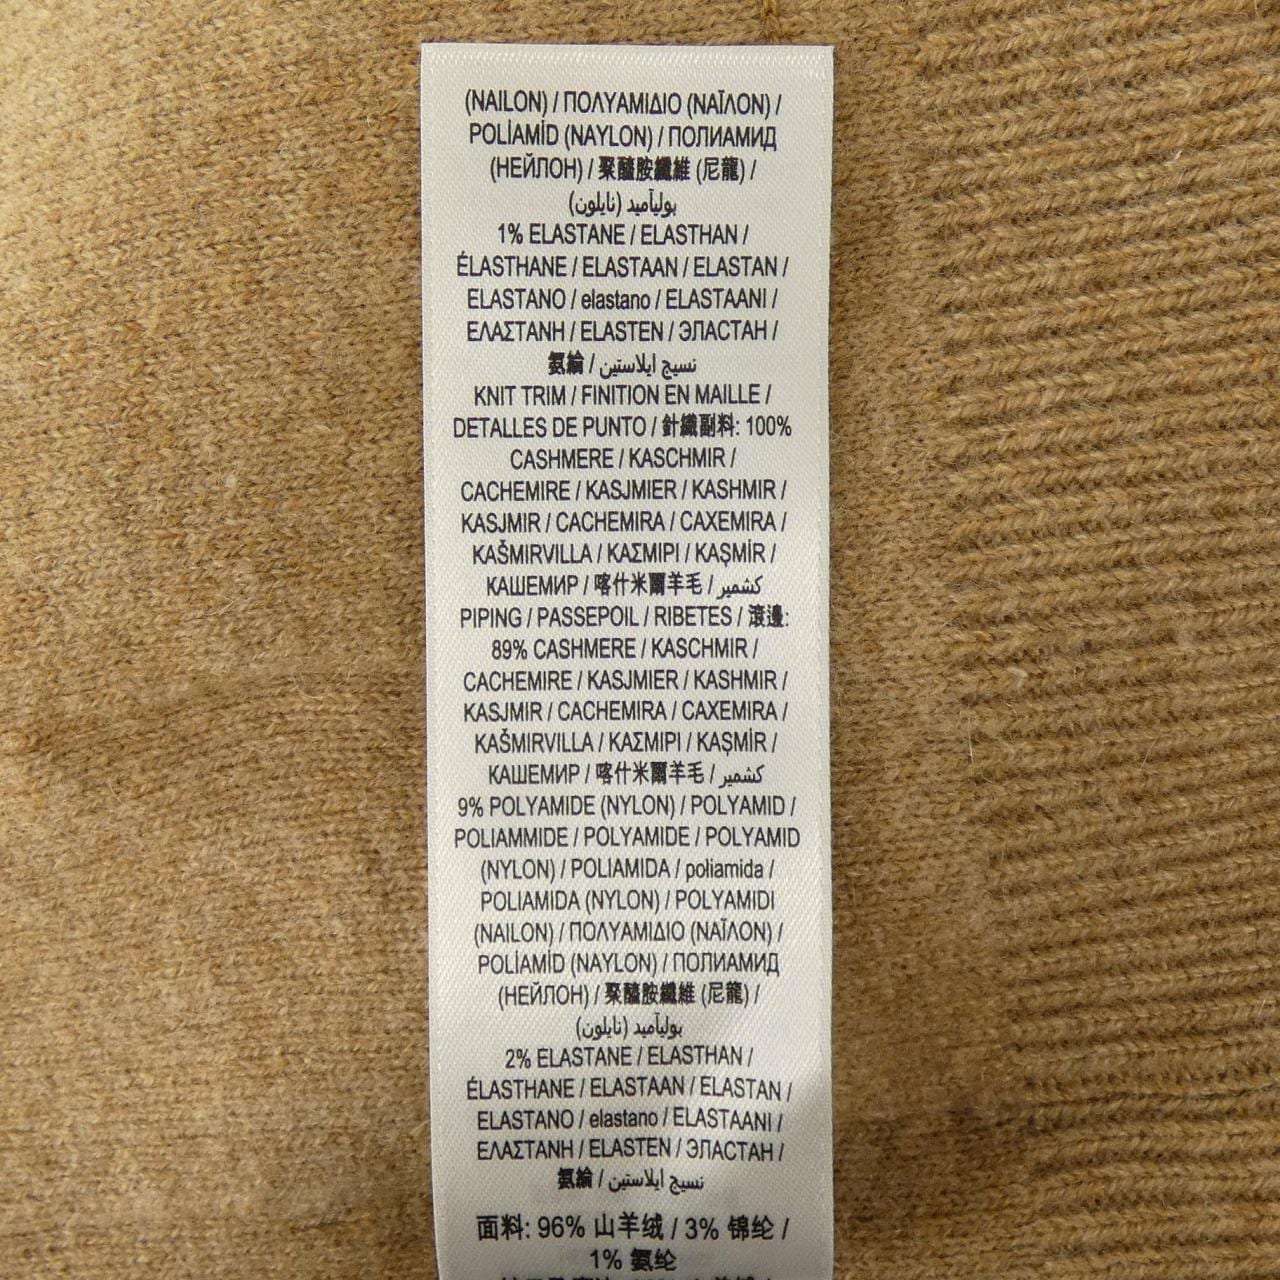 (NAILON) / ΠΟΛΥΑΜΙΔΙΟ (ΝΑΪΛΟΝ) /
POLİAMİD (NAYLON) / ПОЛИАМИД
(НЕЙЛОН) / 聚醯胺纖維 (尼龍) /
بوليآميد (نايلون)
1% ELASTANE / ELASTHAN /
ÉLASTHANE / ELASTAAN / ELASTAN /
ELASTANO / elastano / ELASTAANI /
ΕΛΑΣΤΑΝΗ / ELASTEN / ЭЛАСТАН /
氨綸 / نسيج ايلاستين
KNIT TRIM / FINITION EN MAILLE /
DETALLES DE PUNTO / 針織副料: 100%
CASHMERE / KASCHMIR /
CACHEMIRE / KASJMIER / KASHMIR /
KASJMIR / CACHEMIRA / CAXEMIRA /
KAŠMIRVILLA / ΚΑΣΜΙΡΙ / KAŞMİR /
КАШЕМИР / 喀什米爾羊毛 / كشمير
PIPING / PASSEPOIL / RIBETES / 滾邊:
89% CASHMERE / KASCHMIR /
CACHEMIRE / KASJMIER / KASHMIR /
KASJMIR / CACHEMIRA / CAXEMIRA /
KAŠMIRVILLA / ΚΑΣΜΙΡΙ / KAŞMİR /
КАШЕМИР / 喀什米爾羊毛 / كشمير
9% POLYAMIDE (NYLON) / POLYAMID /
POLIAMMIDE / POLYAMIDE / POLYAMID
(NYLON) / POLIAMIDA / poliamida /
POLIAMIDA (NYLON) / POLYAMIDI
(NAILON) / ΠΟΛΥΑΜΙΔΙΟ (ΝΑΪΛΟΝ) /
POLİAMİD (NAYLON) / ПОЛИАМИД
(НЕЙЛОН) / 聚醯胺纖維 (尼龍) /
بوليآميد (نايلون)
2% ELASTANE / ELASTHAN /
ÉLASTHANE / ELASTAAN / ELASTAN /
ELASTANO / elastano / ELASTAANI /
ΕΛΑΣΤΑΝΗ / ELASTEN / ЭЛАСТАН /
氨綸 / نسيج ايلاستين
面料: 96% 山羊绒 / 3% 锦纶 /
1% 氨纶